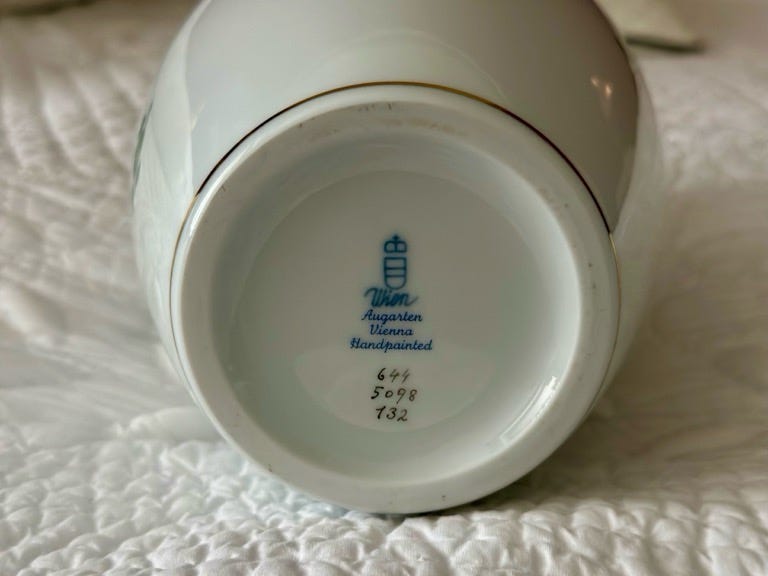 Wien
Augarten
Vienna
Handpainted
644
5098
132